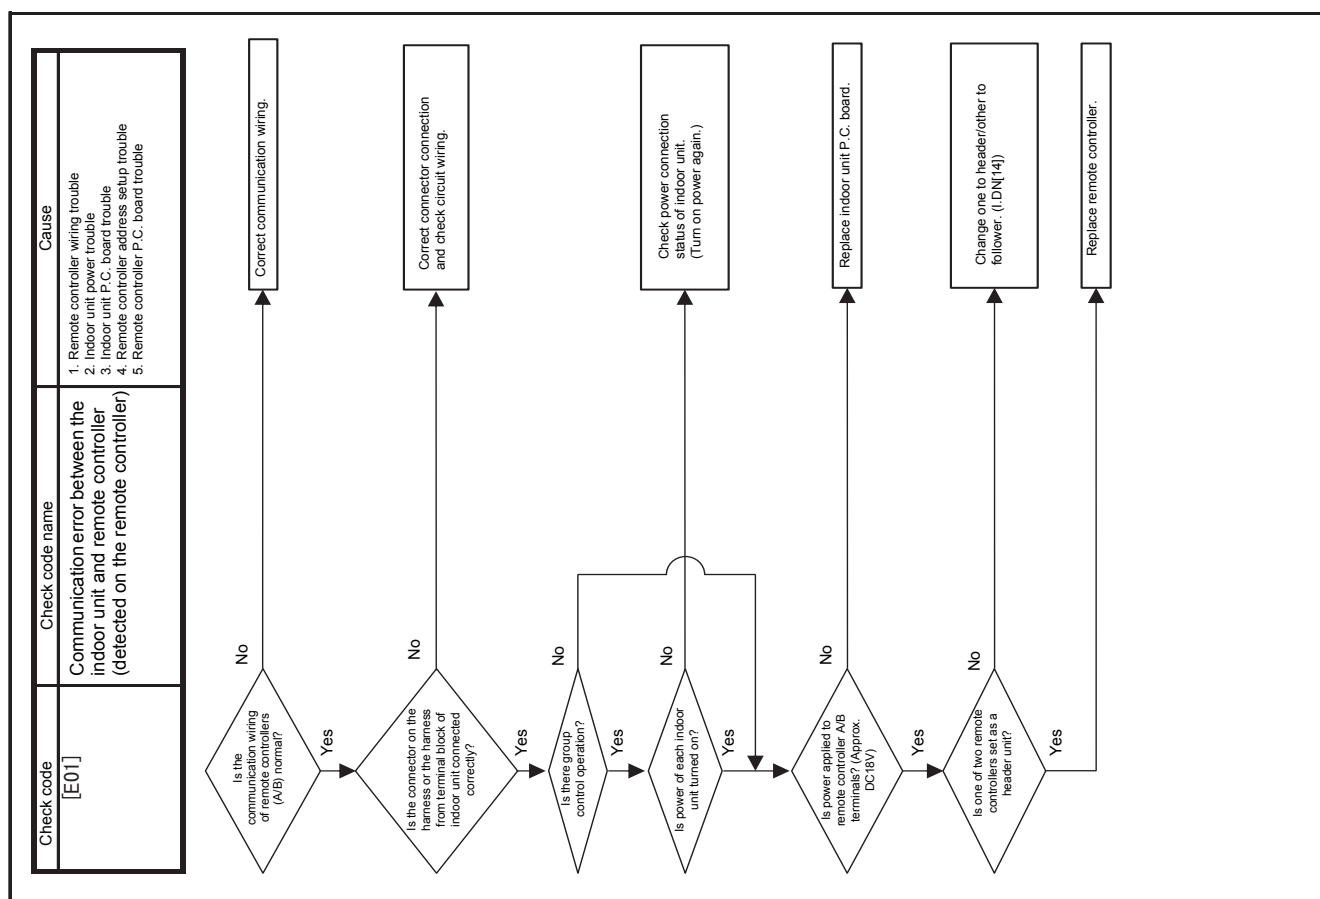 Check code
Check code name
Cause
[E01]
Communication error between the
indoor unit and remote controller
(detected on the remote controller)
1. Remote controller wiring trouble
2. Indoor unit power trouble
3. Indoor unit P.C. board trouble
4. Remote controller address setup trouble
5. Remote controller P.C. board trouble
Is the
communication wiring
of remote controllers
(A/B) normal?
No
Correct communication wiring.
Yes
Is the connector on the
harness or the harness
from terminal block of
indoor unit connected
correctly?
No
Correct connector connection
and check circuit wiring.
Yes
Is there group
control operation?
No
Yes
Is power of each indoor
unit turned on?
No
Check power connection
status of indoor unit.
(Turn on power again.)
Yes
Is power applied to
remote controller A/B
terminals? (Approx.
DC18V)
No
Replace indoor unit P.C. board.
Yes
Is one of two remote
controllers set as a
header unit?
No
Change one to header/other to
follower. (I.DN[14])
Yes
Replace remote controller.